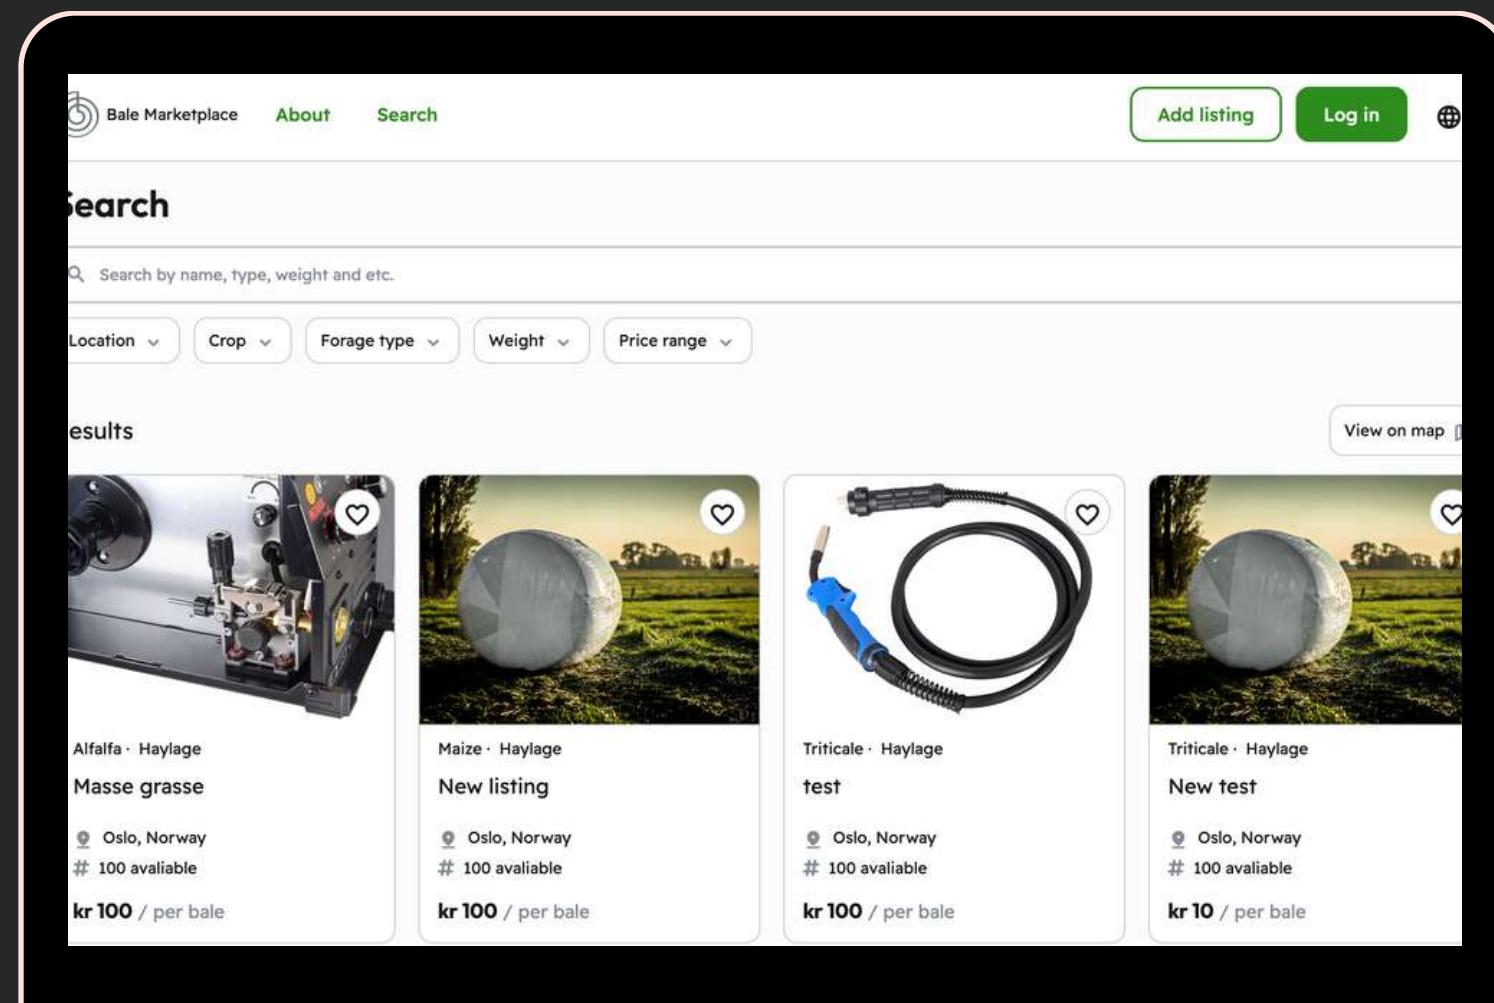 Bale Marketplace About Search Add listing Log in
Search
Search by name, type, weight and etc.
Location Crop Forage type Weight Price range
esults
View on map
Alfalfa · Haylage
Masse grasse
Oslo, Norway
# 100 avaliable
kr 100 / per bale
Maize · Haylage
New listing
Oslo, Norway
# 100 avaliable
kr 100 / per bale
Triticale · Haylage
test
Oslo, Norway
# 100 avaliable
kr 100 / per bale
Triticale · Haylage
New test
Oslo, Norway
# 100 avaliable
kr 10 / per bale